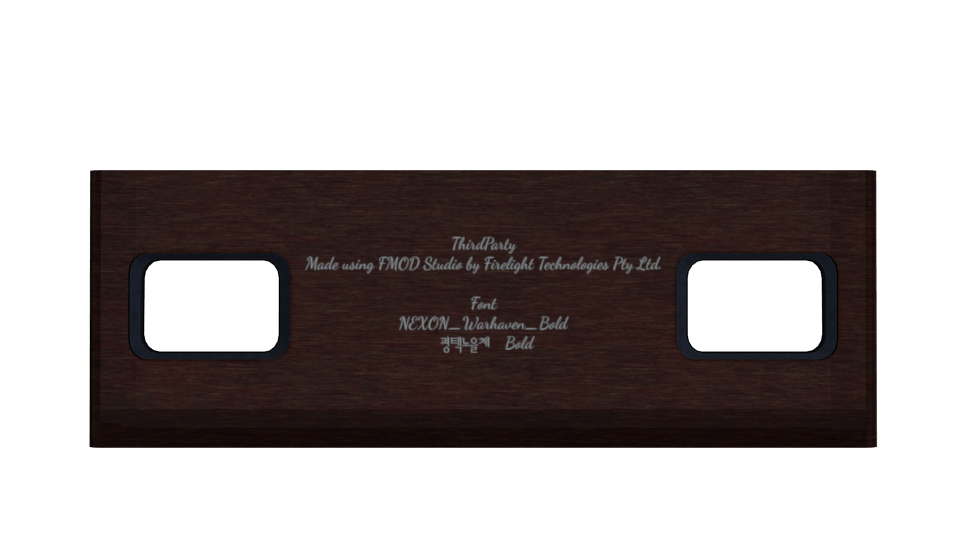 ThirdParty
Made using FMOD Studio by Firelight Technologies Pty Ltd.
Font
NEXON_Warhaven_Bold
평택노을체 Bold